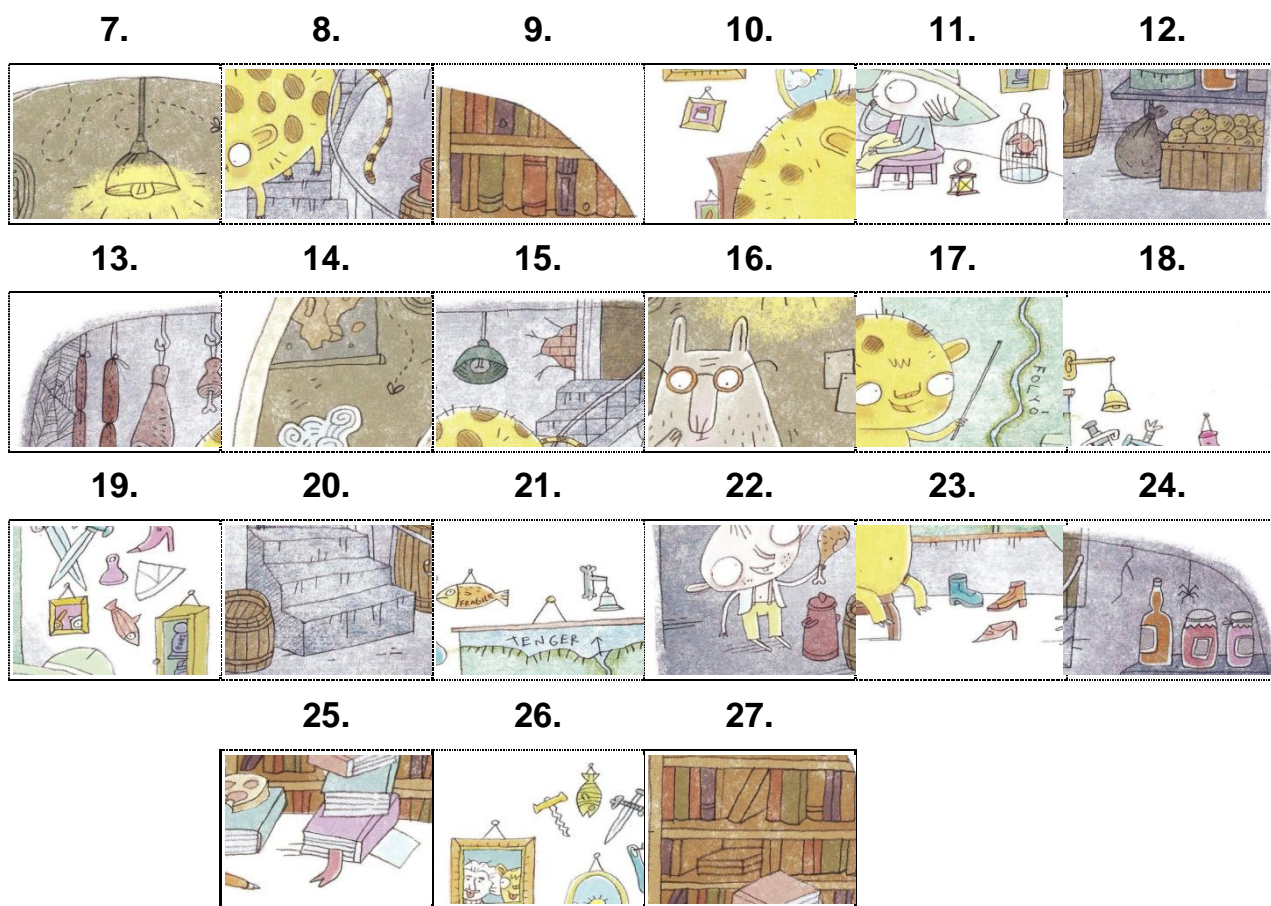 7. 8. 9. 10. 11. 12.
13. 14. 15. 16. 17. 18.
FOLYÓ
19. 20. 21. 22. 23. 24.
FRAGILE
TENGER
25. 26. 27.